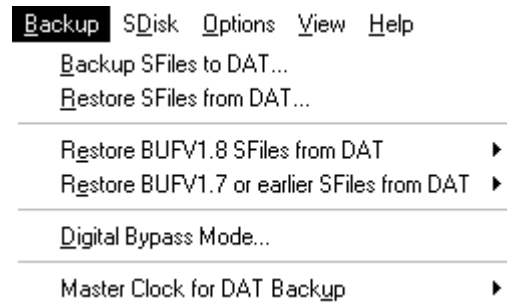 Backup SDisk Options View Help
Backup SFiles to DAT...
Restore SFiles from DAT...
Restore BUFV1.8 SFiles from DAT
Restore BUFV1.7 or earlier SFiles from DAT
Digital Bypass Mode...
Master Clock for DAT Backup